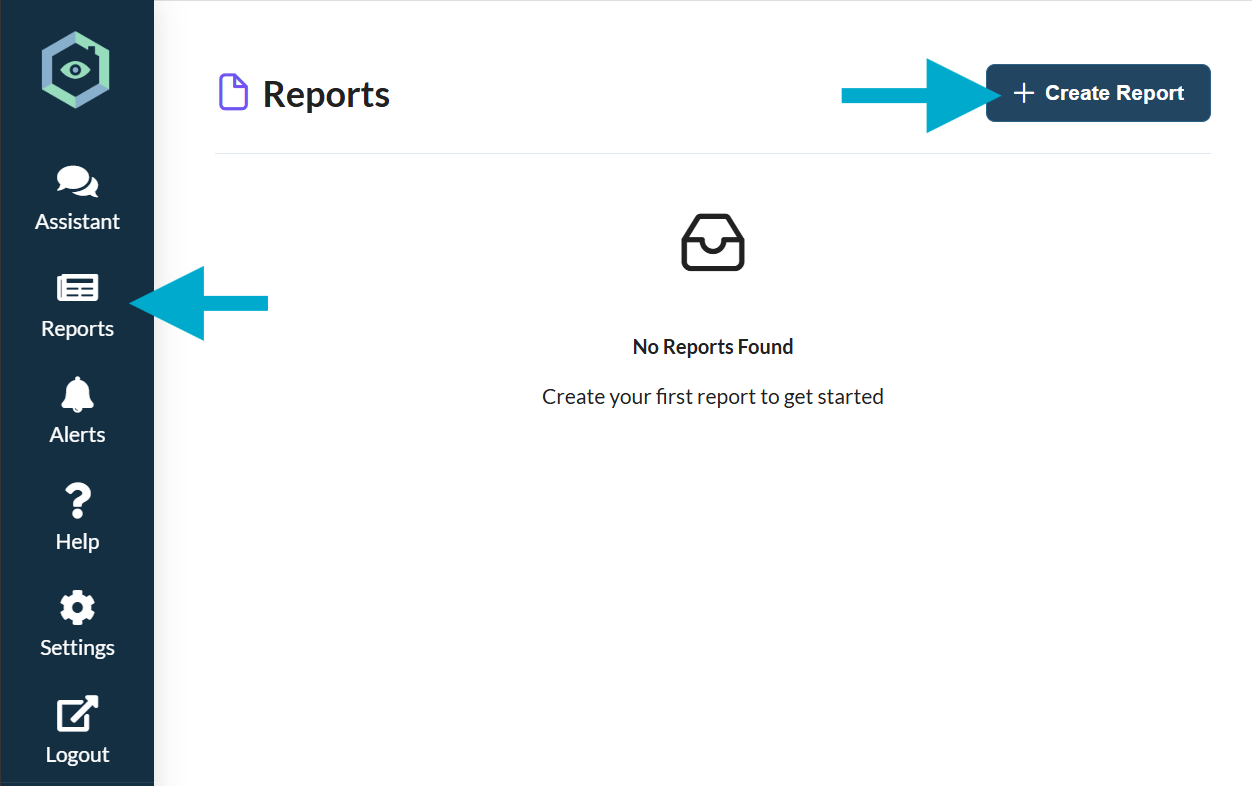 Assistant
Reports
Alerts
Help
Settings
Logout
Reports
Create Report
No Reports Found
Create your first report to get started